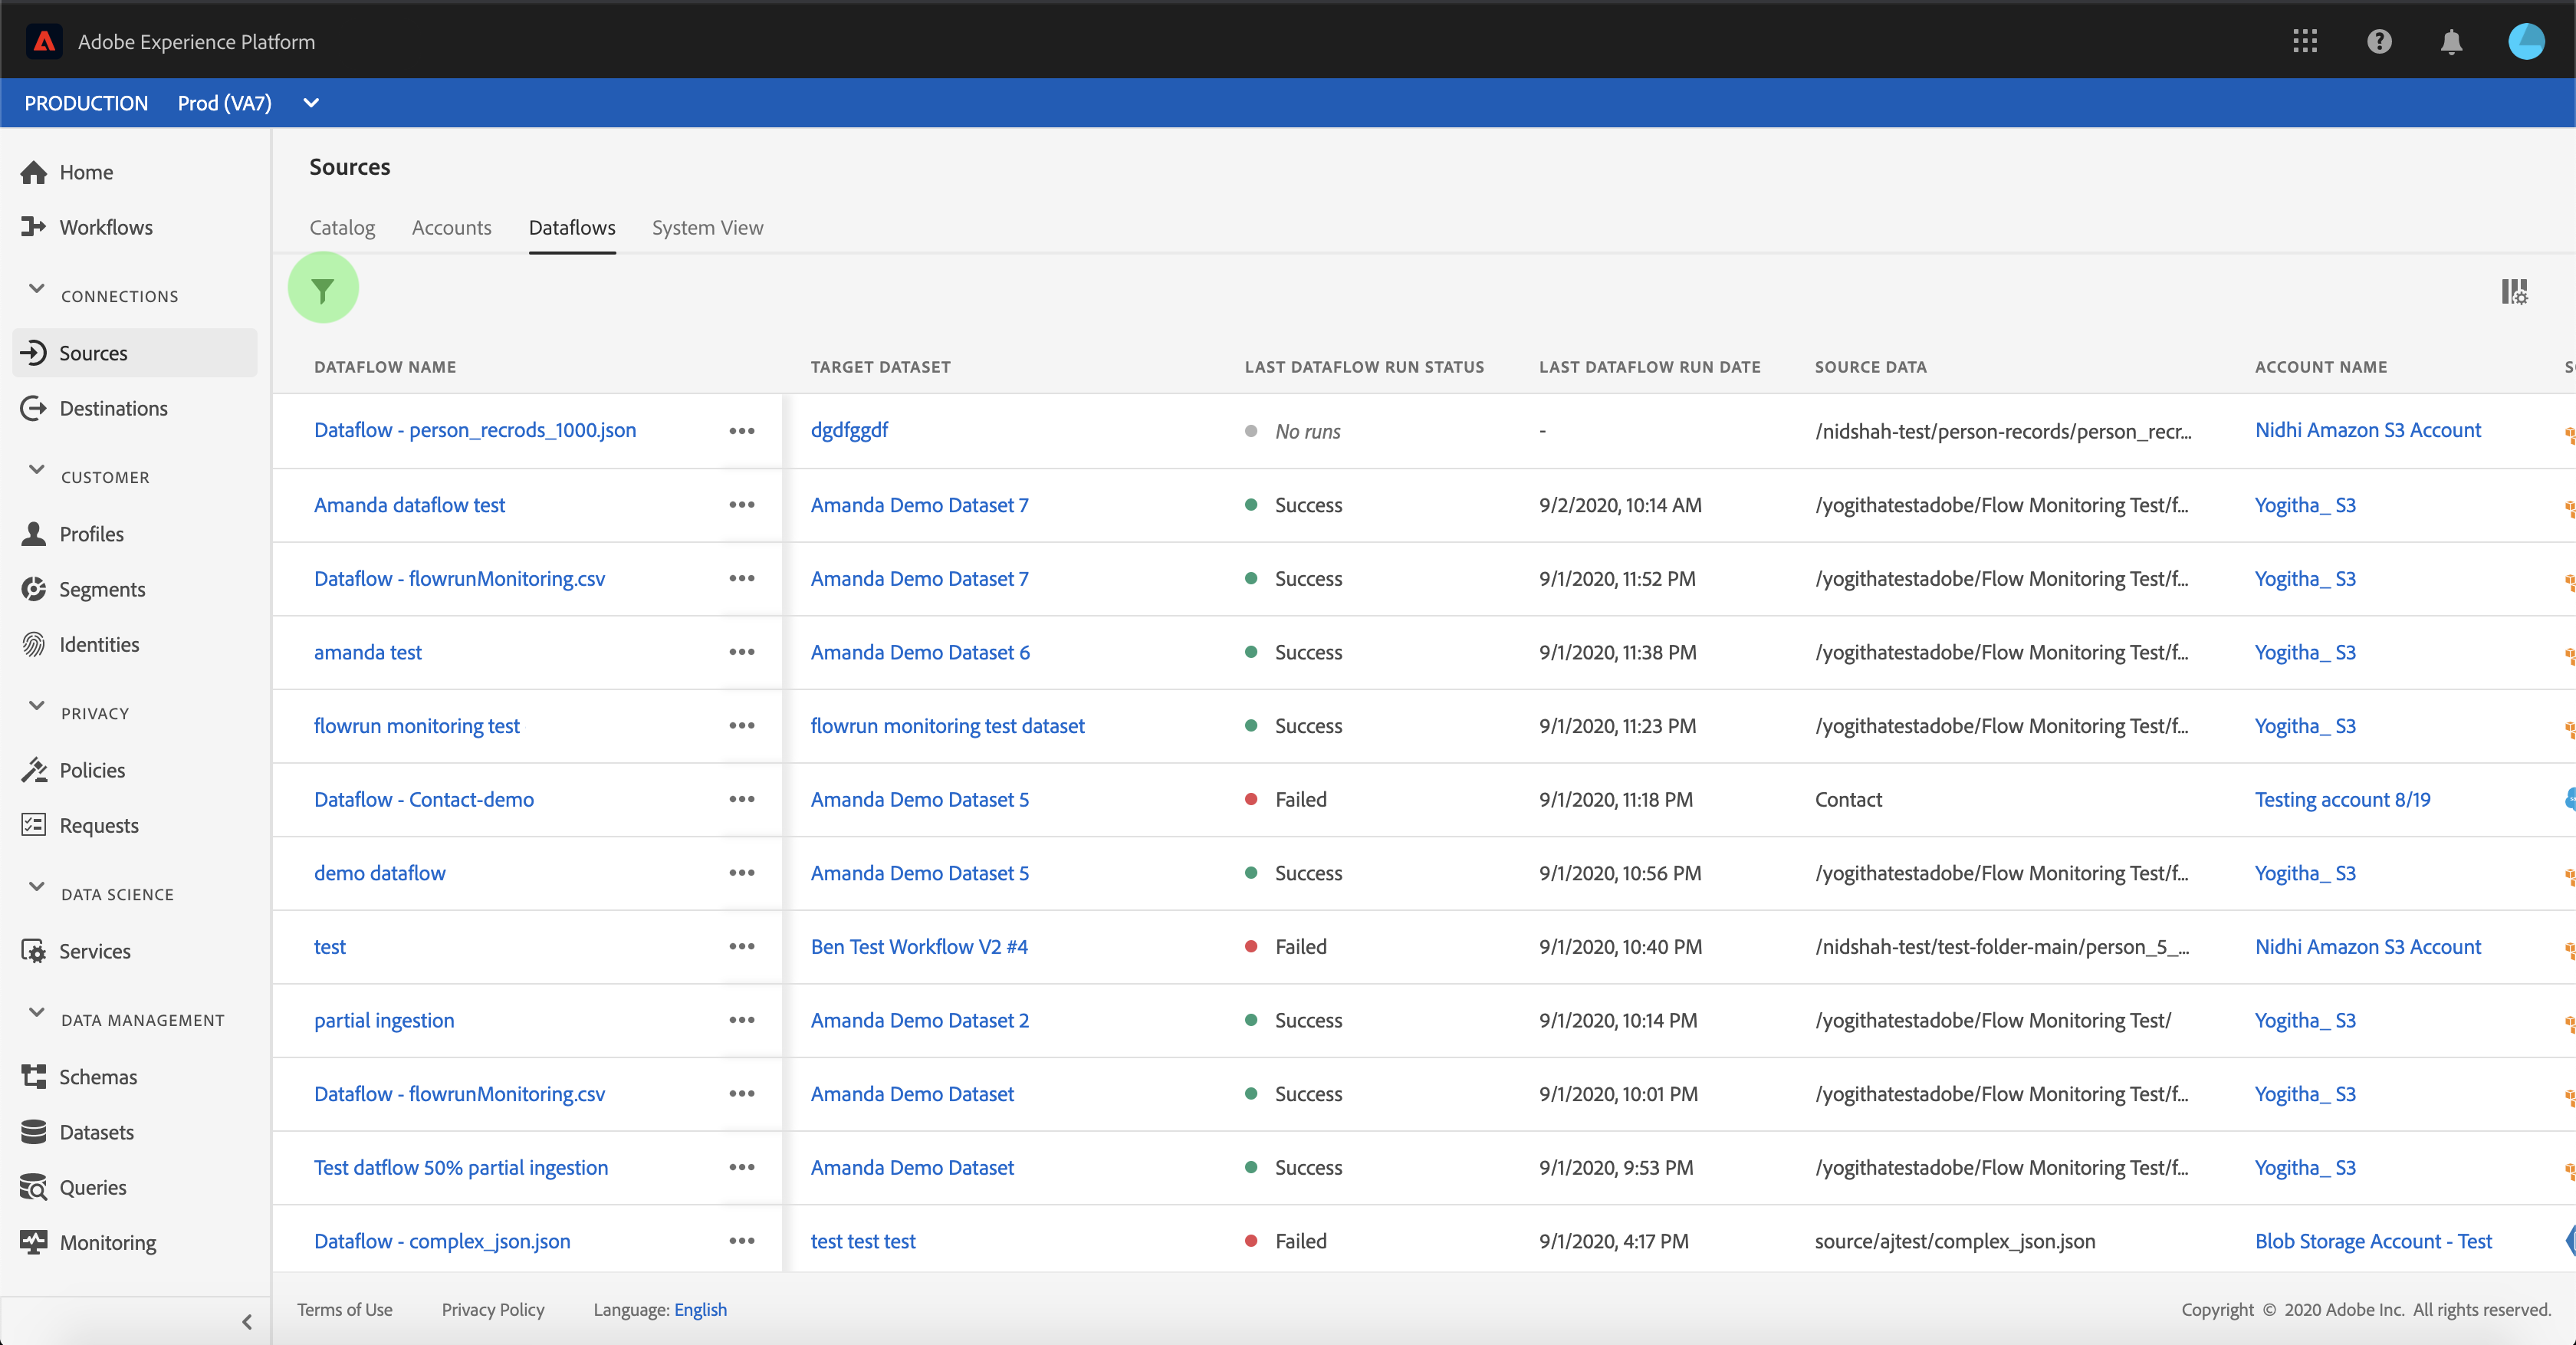 Adobe Experience Platform
PRODUCTION Prod (VA7)
Home
Workflows
CONNECTIONS
Sources
Destinations
CUSTOMER
Profiles
Segments
Identities
PRIVACY
Policies
Requests
DATA SCIENCE
Services
DATA MANAGEMENT
Schemas
Datasets
Queries
Monitoring
Sources
Catalog Accounts Dataflows System View
DATAFLOW NAME TARGET DATASET LAST DATAFLOW RUN STATUS LAST DATAFLOW RUN DATE SOURCE DATA ACCOUNT NAME
Dataflow - person_recrods_1000.json dgdfggdf No runs - /nidshah-test/person-records/person_recr... Nidhi Amazon S3 Account
Amanda dataflow test Amanda Demo Dataset 7 Success 9/2/2020, 10:14 AM /yogithatestadobe/Flow Monitoring Test/f... Yogitha_ S3
Dataflow - flowrunMonitoring.csv Amanda Demo Dataset 7 Success 9/1/2020, 11:52 PM /yogithatestadobe/Flow Monitoring Test/f... Yogitha_ S3
amanda test Amanda Demo Dataset 6 Success 9/1/2020, 11:38 PM /yogithatestadobe/Flow Monitoring Test/f... Yogitha_ S3
flowrun monitoring test flowrun monitoring test dataset Success 9/1/2020, 11:23 PM /yogithatestadobe/Flow Monitoring Test/f... Yogitha_ S3
Dataflow - Contact-demo Amanda Demo Dataset 5 Failed 9/1/2020, 11:18 PM Contact Testing account 8/19
demo dataflow Amanda Demo Dataset 5 Success 9/1/2020, 10:56 PM /yogithatestadobe/Flow Monitoring Test/f... Yogitha_ S3
test Ben Test Workflow V2 #4 Failed 9/1/2020, 10:40 PM /nidshah-test/test-folder-main/person_5_... Nidhi Amazon S3 Account
partial ingestion Amanda Demo Dataset 2 Success 9/1/2020, 10:14 PM /yogithatestadobe/Flow Monitoring Test/ Yogitha_ S3
Dataflow - flowrunMonitoring.csv Amanda Demo Dataset Success 9/1/2020, 10:01 PM /yogithatestadobe/Flow Monitoring Test/f... Yogitha_ S3
Test datflow 50% partial ingestion Amanda Demo Dataset Success 9/1/2020, 9:53 PM /yogithatestadobe/Flow Monitoring Test/f... Yogitha_ S3
Dataflow - complex_json.json test test test Failed 9/1/2020, 4:17 PM source/ajtest/complex_json.json Blob Storage Account - Test
Terms of Use Privacy Policy Language: English Copyright © 2020 Adobe Inc. All rights reserved.